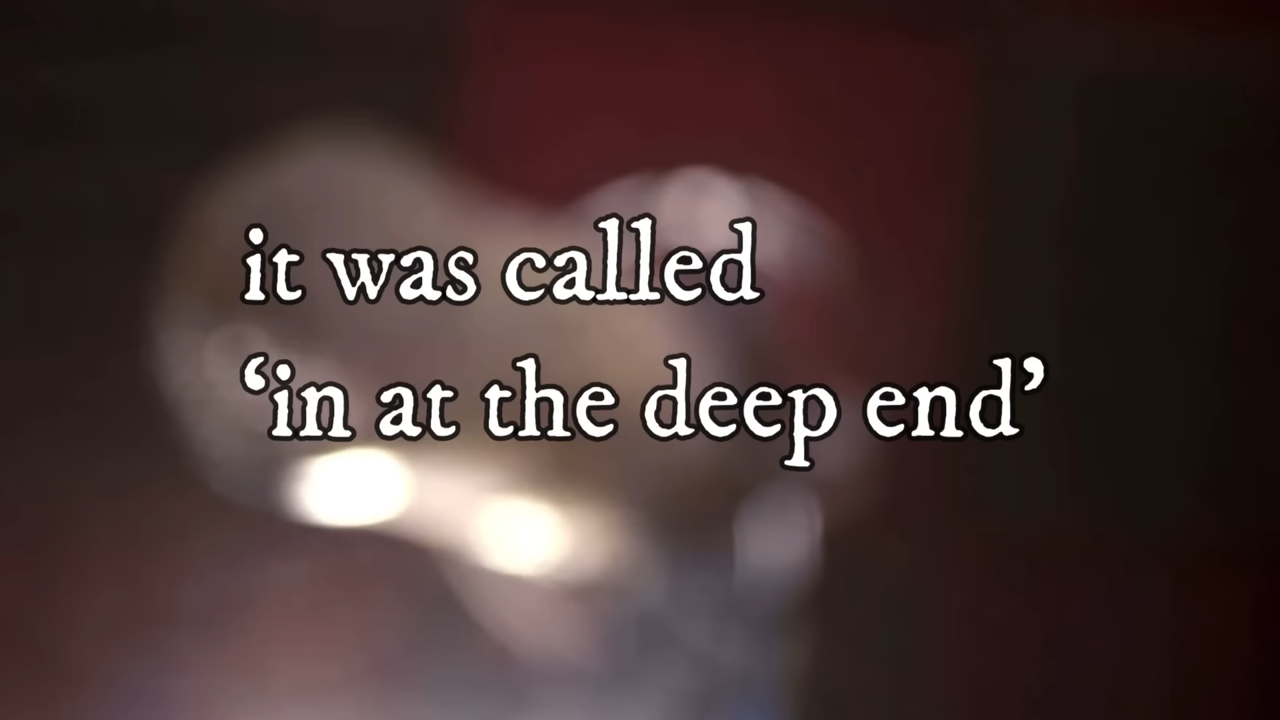 it was called
‘in at the deep end’